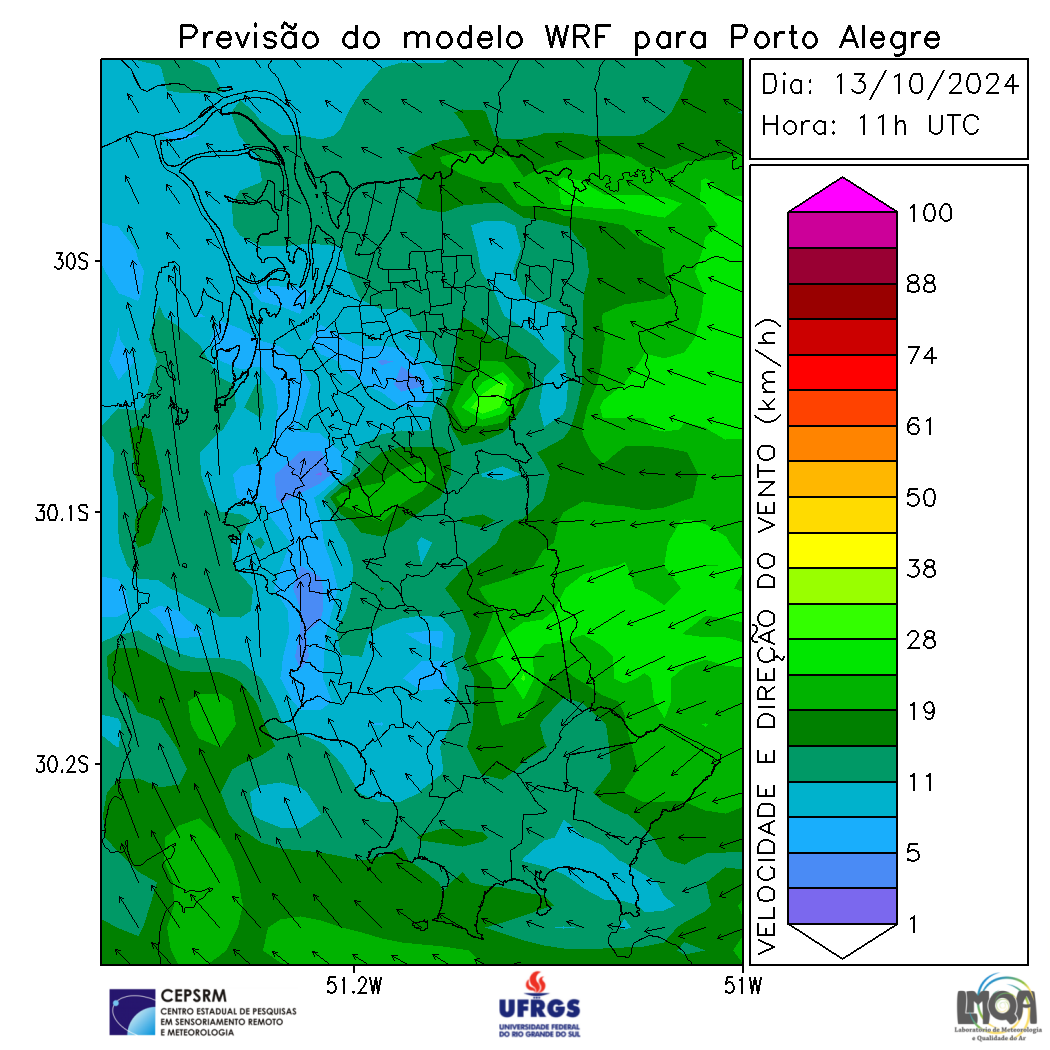 Previsão do modelo WRF para Porto Alegre
Dia: 13/10/2024
Hora: 11h UTC
30S
30.1S
30.2S
51.2W
51W
VELOCIDADE E DIREÇÃO DO VENTO (km/h)
100
88
74
61
50
38
28
19
11
5
1
CEPSRM
CENTRO ESTADUAL DE PESQUISAS
EM SENSORIAMENTO REMOTO
E METEOROLOGIA
UFRGS
UNIVERSIDADE FEDERAL
DO RIO GRANDE DO SUL
LMQA
Laboratório de Meteorologia
e Qualidade do Ar